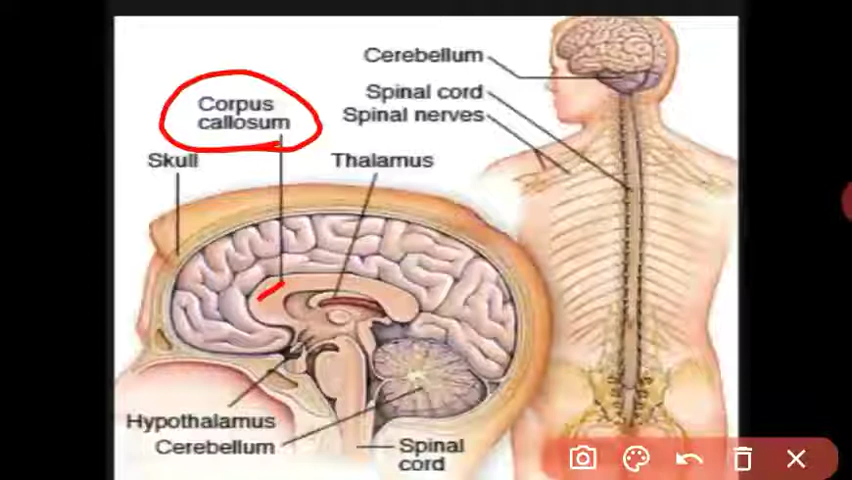 Cerebellum
Corpus
callosum
Spinal cord
Spinal nerves
Skull
Thalamus
Hypothalamus
Cerebellum
Spinal
cord